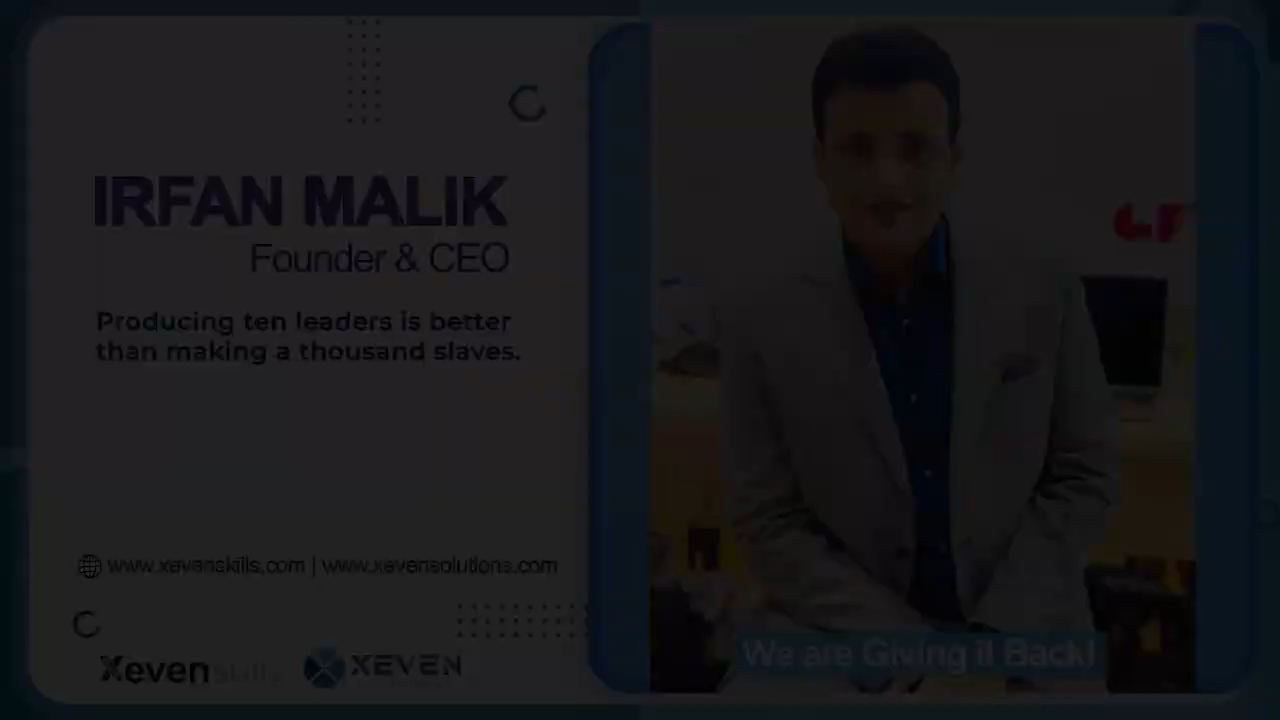 IRFAN MALIK
Founder & CEO
Producing ten leaders is better
than making a thousand slaves.
www.xevenskills.com | www.xevensolutions.com
Xevenskills
XEVEN
We are Giving it Back!